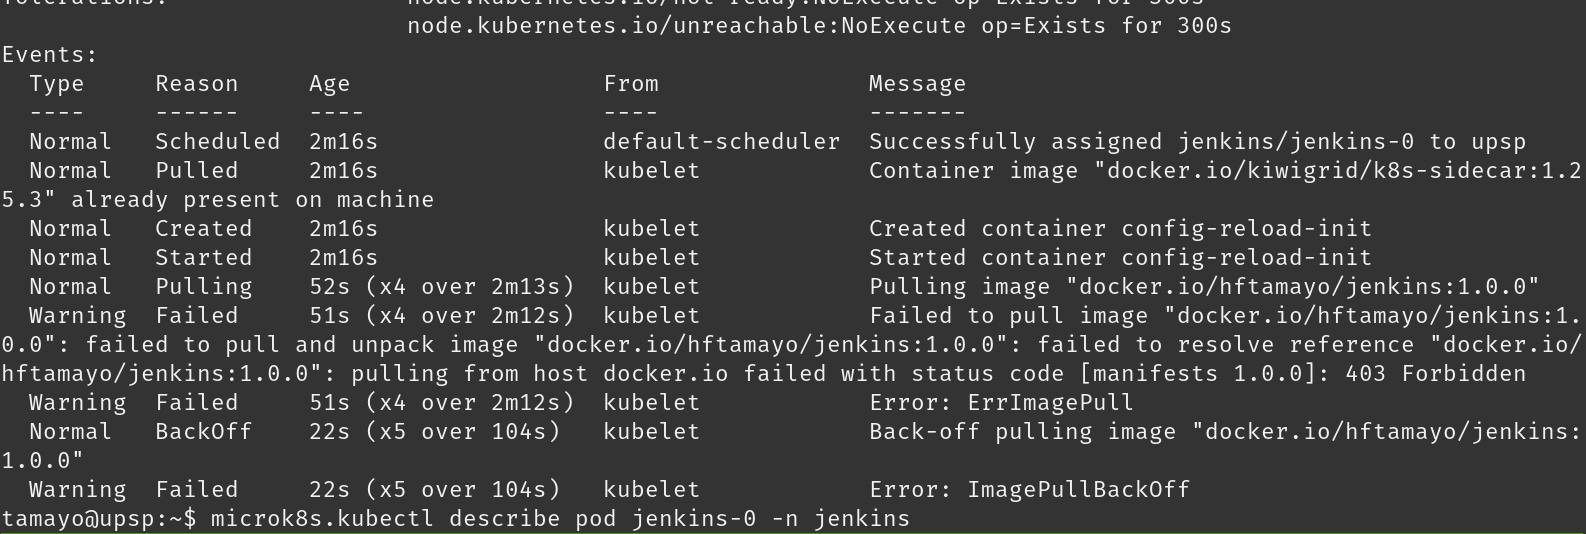 Tolerations:                 node.kubernetes.io/not-ready:NoExecute op=Exists for 300s
                             node.kubernetes.io/unreachable:NoExecute op=Exists for 300s
Events:
  Type     Reason     Age                  From               Message
  ----     ------     ----                 ----               -------
  Normal   Scheduled  2m16s                default-scheduler  Successfully assigned jenkins/jenkins-0 to upsp
  Normal   Pulled     2m16s                kubelet            Container image "docker.io/kiwigrid/k8s-sidecar:1.2
5.3" already present on machine
  Normal   Created    2m16s                kubelet            Created container config-reload-init
  Normal   Started    2m16s                kubelet            Started container config-reload-init
  Normal   Pulling    52s (x4 over 2m13s)  kubelet            Pulling image "docker.io/hftamayo/jenkins:1.0.0"
  Warning  Failed     51s (x4 over 2m12s)  kubelet            Failed to pull image "docker.io/hftamayo/jenkins:1.
0.0": failed to pull and unpack image "docker.io/hftamayo/jenkins:1.0.0": failed to resolve reference "docker.io/
hftamayo/jenkins:1.0.0": pulling from host docker.io failed with status code [manifests 1.0.0]: 403 Forbidden
  Warning  Failed     51s (x4 over 2m12s)  kubelet            Error: ErrImagePull
  Normal   BackOff    22s (x5 over 104s)   kubelet            Back-off pulling image "docker.io/hftamayo/jenkins:
1.0.0"
  Warning  Failed     22s (x5 over 104s)   kubelet            Error: ImagePullBackOff
tamayo@upsp:~$ microk8s.kubectl describe pod jenkins-0 -n jenkins